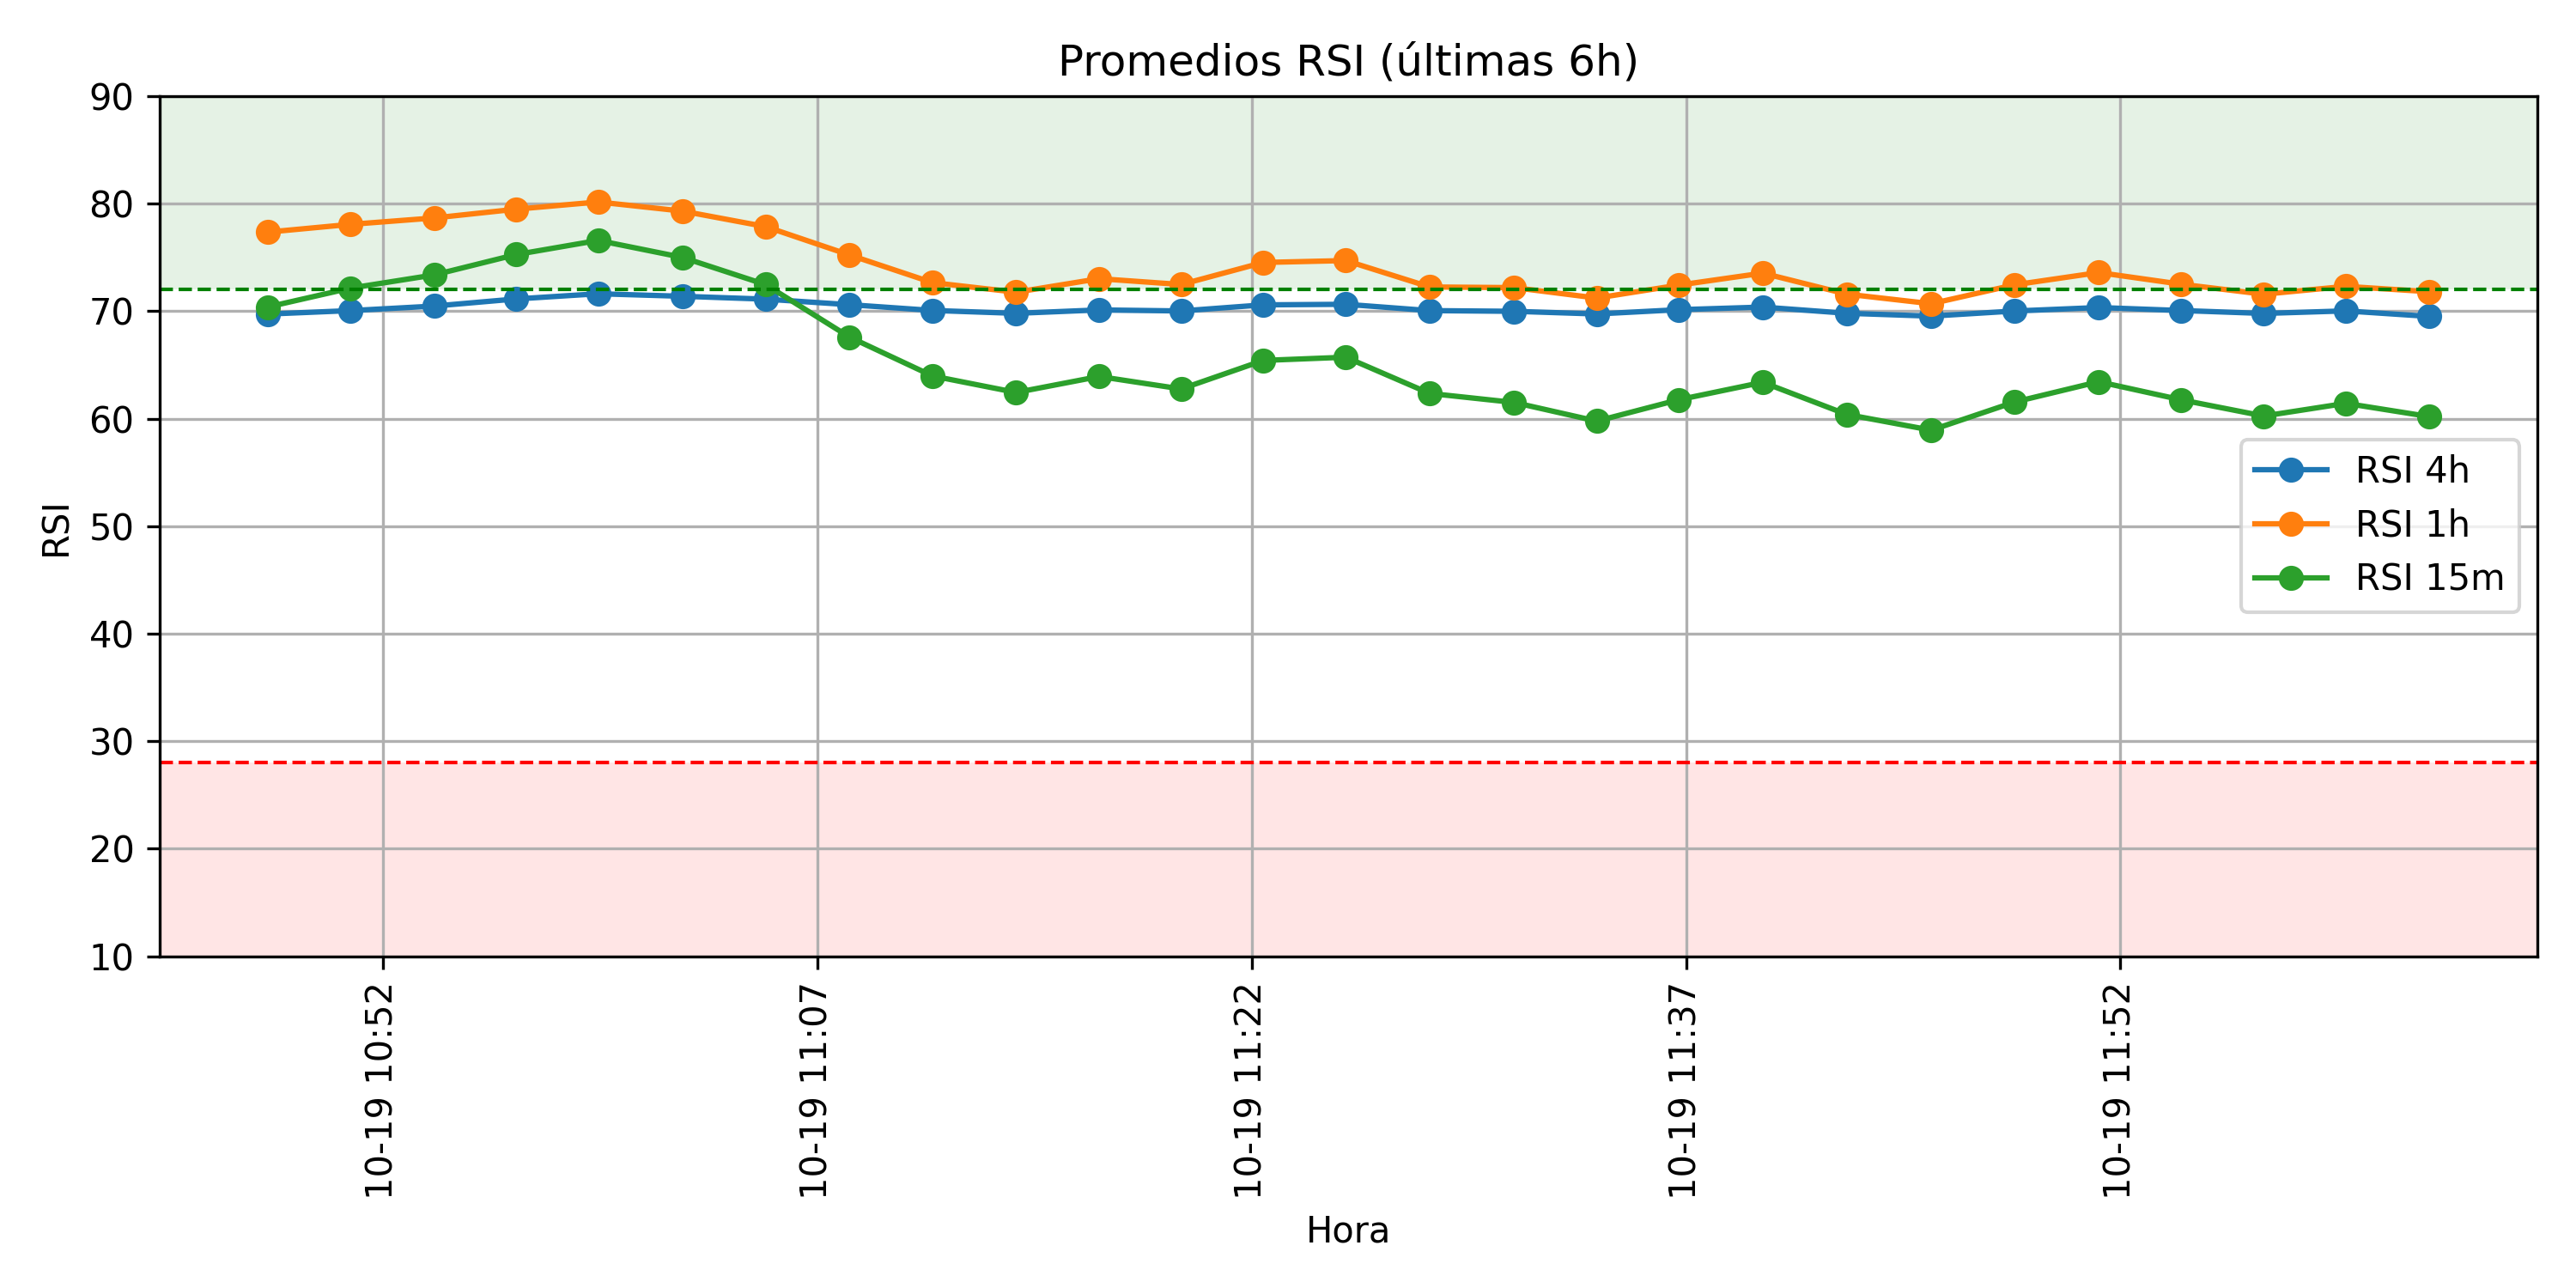 Promedios RSI (últimas 6h)
90
80
70
60
50
40
30
20
10
RSI
RSI 4h
RSI 1h
RSI 15m
10-19 10:52
10-19 11:07
10-19 11:22
10-19 11:37
10-19 11:52
Hora